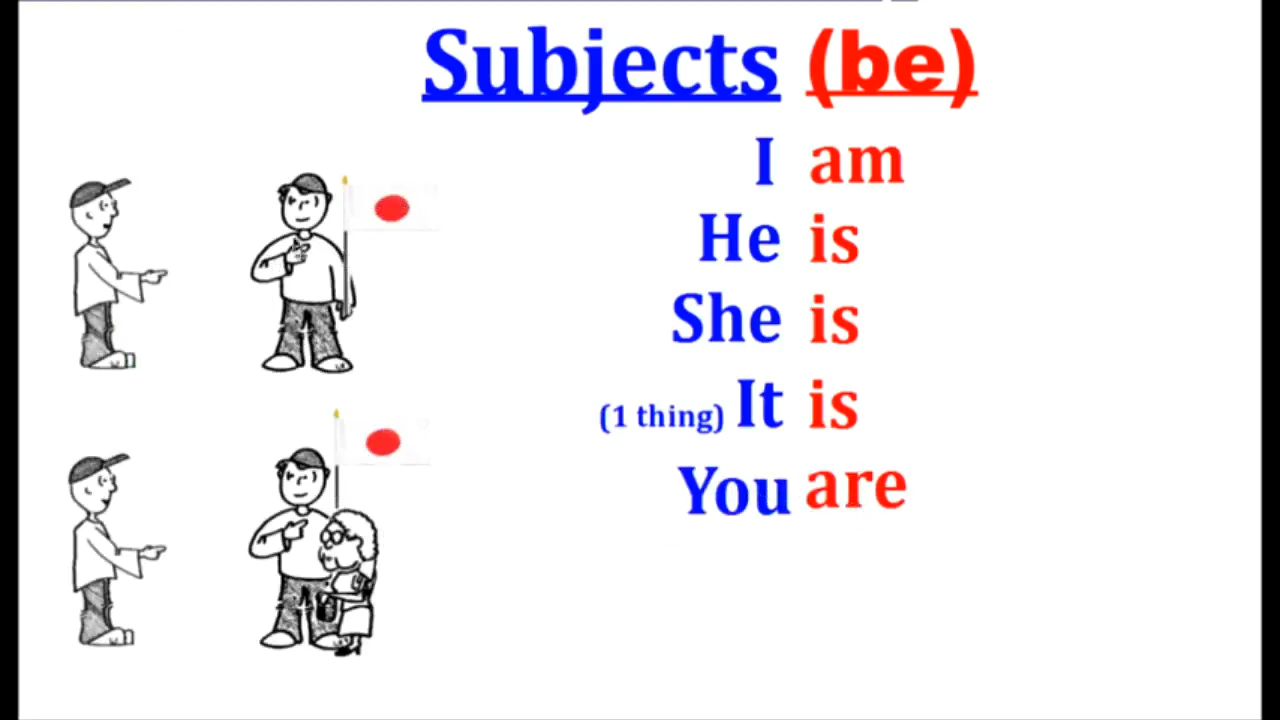 Subjects (be)
I am
He is
She is
(1 thing) It is
You are